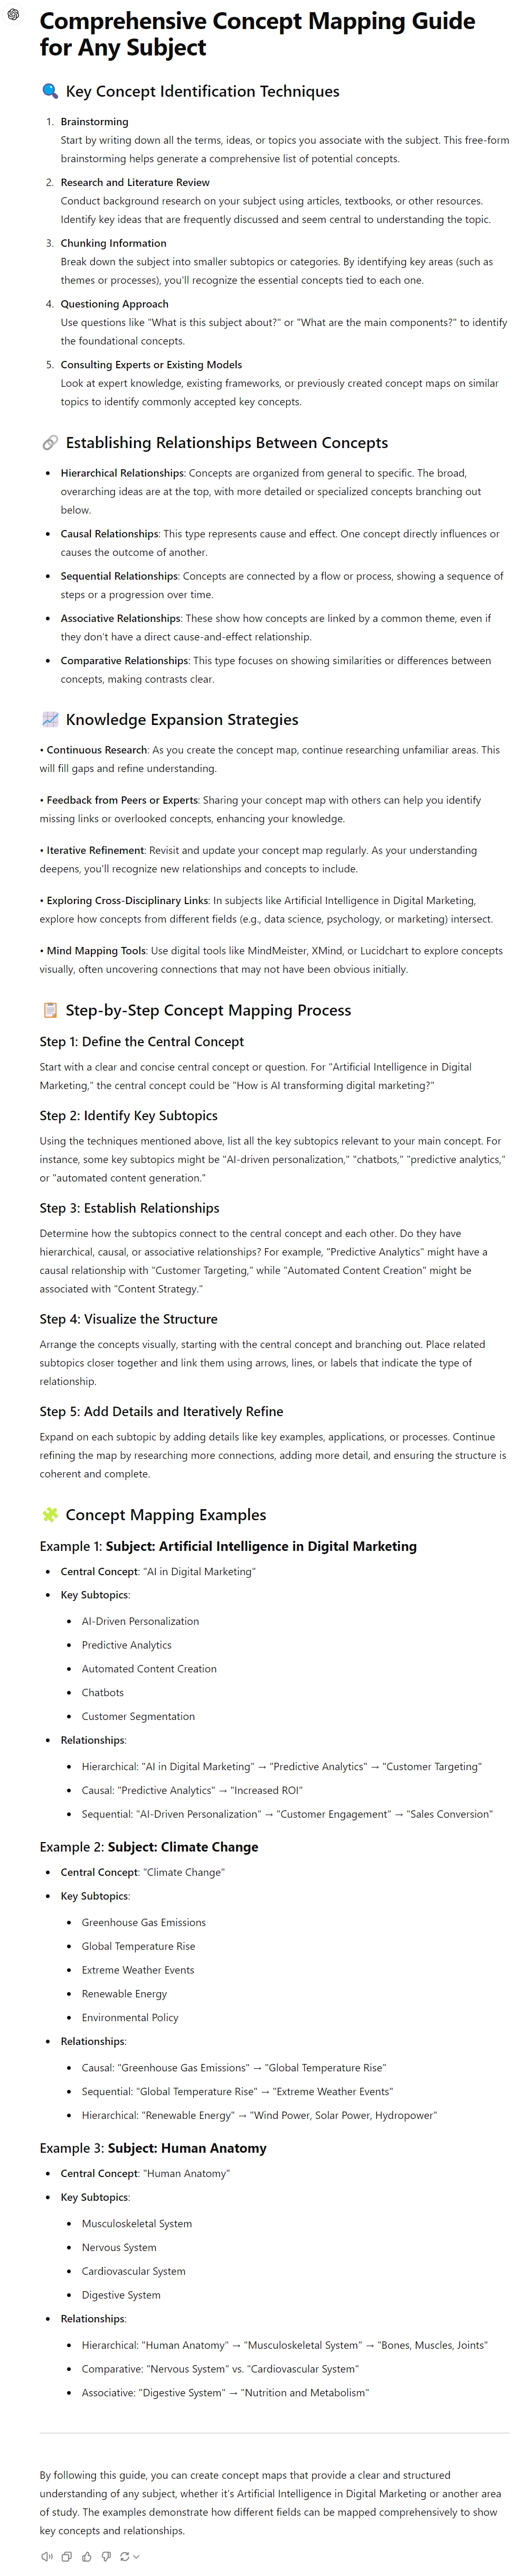 Comprehensive Concept Mapping Guide
for Any Subject
🔍 Key Concept Identification Techniques
1. Brainstorming
Start by writing down all the terms, ideas, or topics you associate with the subject. This free-form
brainstorming helps generate a comprehensive list of potential concepts.
2. Research and Literature Review
Conduct background research on your subject using articles, textbooks, or other resources.
Identify key ideas that are frequently discussed and seem central to understanding the topic.
3. Chunking Information
Break down the subject into smaller subtopics or categories. By identifying key areas (such as
themes or processes), you'll recognize the essential concepts tied to each one.
4. Questioning Approach
Use questions like "What is this subject about?" or "What are the main components?" to identify
the foundational concepts.
5. Consulting Experts or Existing Models
Look at expert knowledge, existing frameworks, or previously created concept maps on similar
topics to identify commonly accepted key concepts.
🔗 Establishing Relationships Between Concepts
• Hierarchical Relationships: Concepts are organized from general to specific. The broad,
overarching ideas are at the top, with more detailed or specialized concepts branching out
below.
• Causal Relationships: This type represents cause and effect. One concept directly influences or
causes the outcome of another.
• Sequential Relationships: Concepts are connected by a flow or process, showing a sequence of
steps or a progression over time.
• Associative Relationships: These show how concepts are linked by a common theme, even if
they don't have a direct cause-and-effect relationship.
• Comparative Relationships: This type focuses on showing similarities or differences between
concepts, making contrasts clear.
📈 Knowledge Expansion Strategies
• Continuous Research: As you create the concept map, continue researching unfamiliar areas. This
will fill gaps and refine understanding.
• Feedback from Peers or Experts: Sharing your concept map with others can help you identify
missing links or overlooked concepts, enhancing your knowledge.
• Iterative Refinement: Revisit and update your concept map regularly. As your understanding
deepens, you'll recognize new relationships and concepts to include.
• Exploring Cross-Disciplinary Links: In subjects like Artificial Intelligence in Digital Marketing,
explore how concepts from different fields (e.g., data science, psychology, or marketing) intersect.
• Mind Mapping Tools: Use digital tools like MindMeister, XMind, or Lucidchart to explore concepts
visually, often uncovering connections that may not have been obvious initially.
📋 Step-by-Step Concept Mapping Process
Step 1: Define the Central Concept
Start with a clear and concise central concept or question. For "Artificial Intelligence in Digital
Marketing," the central concept could be "How is AI transforming digital marketing?"
Step 2: Identify Key Subtopics
Using the techniques mentioned above, list all the key subtopics relevant to your main concept. For
instance, some key subtopics might be "AI-driven personalization," "chatbots," "predictive analytics,"
or "automated content generation."
Step 3: Establish Relationships
Determine how the subtopics connect to the central concept and each other. Do they have
hierarchical, causal, or associative relationships? For example, "Predictive Analytics" might have a
causal relationship with "Customer Targeting," while "Automated Content Creation" might be
associated with "Content Strategy."
Step 4: Visualize the Structure
Arrange the concepts visually, starting with the central concept and branching out. Place related
subtopics closer together and link them using arrows, lines, or labels that indicate the type of
relationship.
Step 5: Add Details and Iteratively Refine
Expand on each subtopic by adding details like key examples, applications, or processes. Continue
refining the map by researching more connections, adding more detail, and ensuring the structure is
coherent and complete.
🧩 Concept Mapping Examples
Example 1: Subject: Artificial Intelligence in Digital Marketing
• Central Concept: "AI in Digital Marketing"
• Key Subtopics:
• AI-Driven Personalization
• Predictive Analytics
• Automated Content Creation
• Chatbots
• Customer Segmentation
• Relationships:
• Hierarchical: "AI in Digital Marketing" → "Predictive Analytics" → "Customer Targeting"
• Causal: "Predictive Analytics" → "Increased ROI"
• Sequential: "AI-Driven Personalization" → "Customer Engagement" → "Sales Conversion"
Example 2: Subject: Climate Change
• Central Concept: "Climate Change"
• Key Subtopics:
• Greenhouse Gas Emissions
• Global Temperature Rise
• Extreme Weather Events
• Renewable Energy
• Environmental Policy
• Relationships:
• Causal: "Greenhouse Gas Emissions" → "Global Temperature Rise"
• Sequential: "Global Temperature Rise" → "Extreme Weather Events"
• Hierarchical: "Renewable Energy" → "Wind Power, Solar Power, Hydropower"
Example 3: Subject: Human Anatomy
• Central Concept: "Human Anatomy"
• Key Subtopics:
• Musculoskeletal System
• Nervous System
• Cardiovascular System
• Digestive System
• Relationships:
• Hierarchical: "Human Anatomy" → "Musculoskeletal System" → "Bones, Muscles, Joints"
• Comparative: "Nervous System" vs. "Cardiovascular System"
• Associative: "Digestive System" → "Nutrition and Metabolism"
By following this guide, you can create concept maps that provide a clear and structured
understanding of any subject, whether it's Artificial Intelligence in Digital Marketing or another area
of study. The examples demonstrate how different fields can be mapped comprehensively to show
key concepts and relationships.